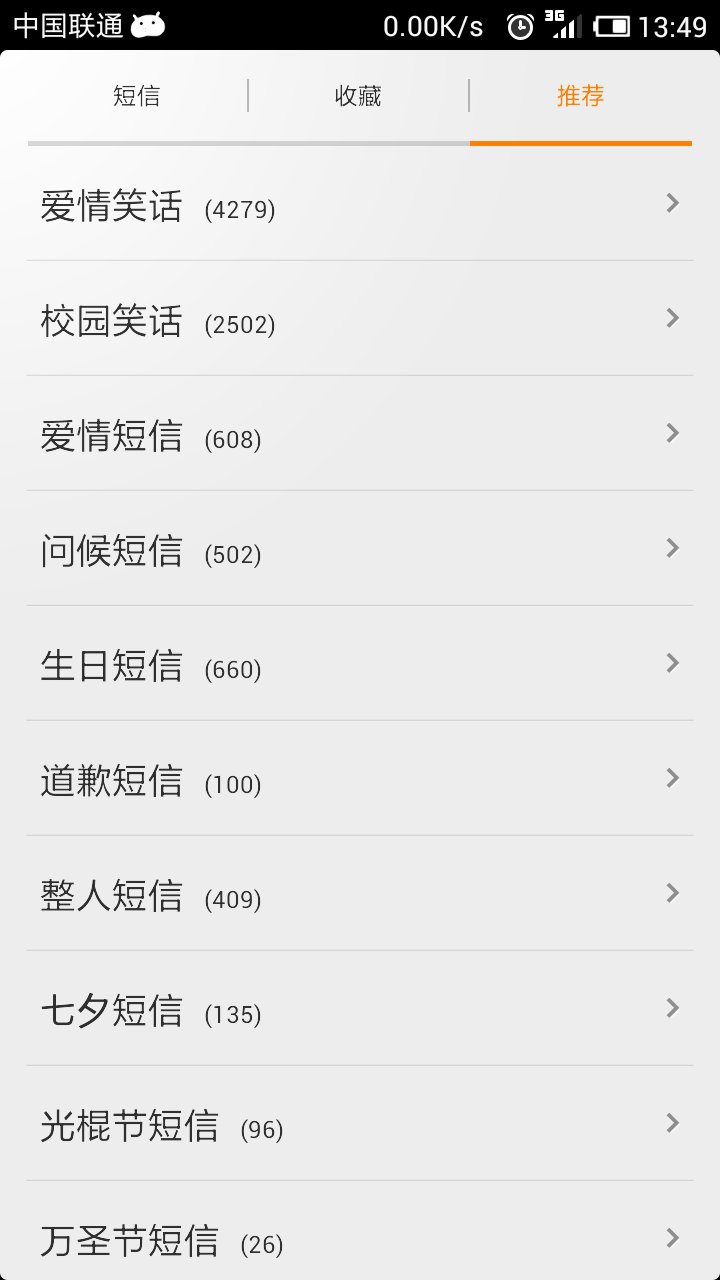 中国联通 0.00K/s 3G 13:49
短信 收藏 推荐
爱情笑话 (4279)
校园笑话 (2502)
爱情短信 (608)
问候短信 (502)
生日短信 (660)
道歉短信 (100)
整人短信 (409)
七夕短信 (135)
光棍节短信 (96)
万圣节短信 (26)